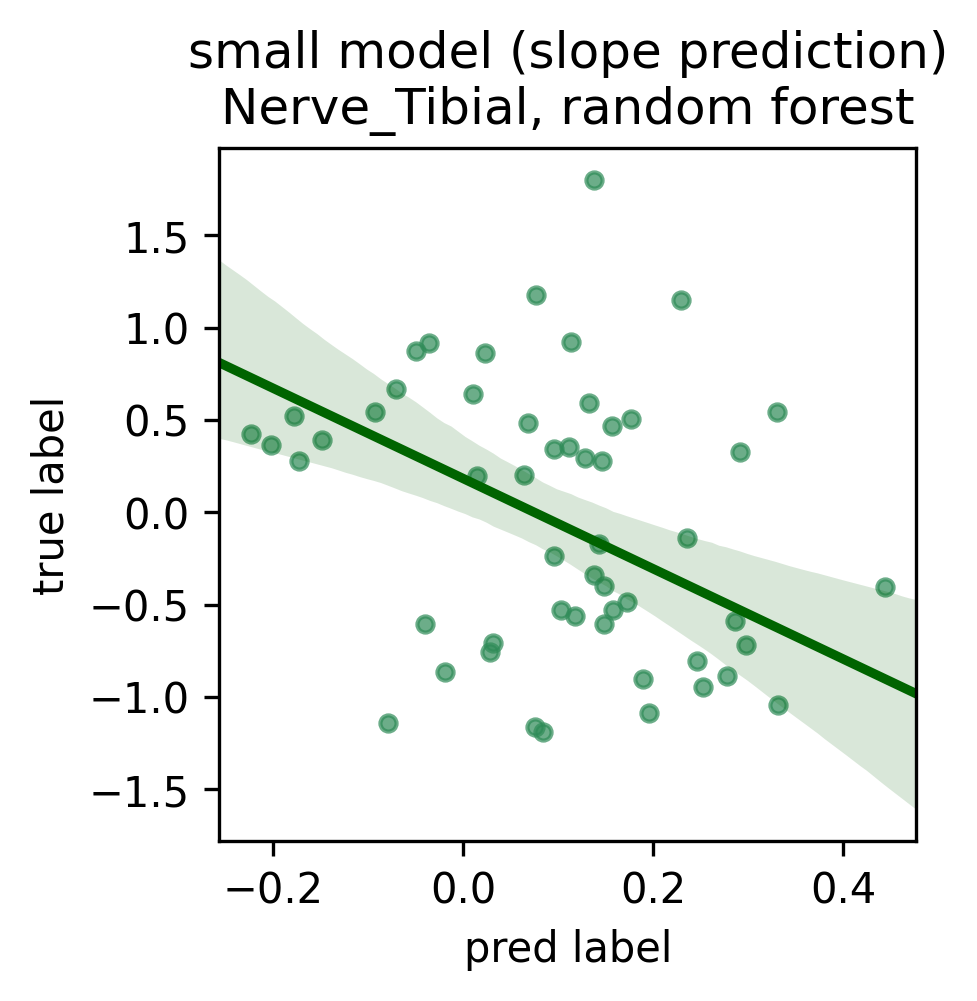 small model (slope prediction)
Nerve_Tibial, random forest
1.5
1.0
0.5
0.0
−0.5
−1.0
−1.5
true label
−0.2
0.0
0.2
0.4
pred label